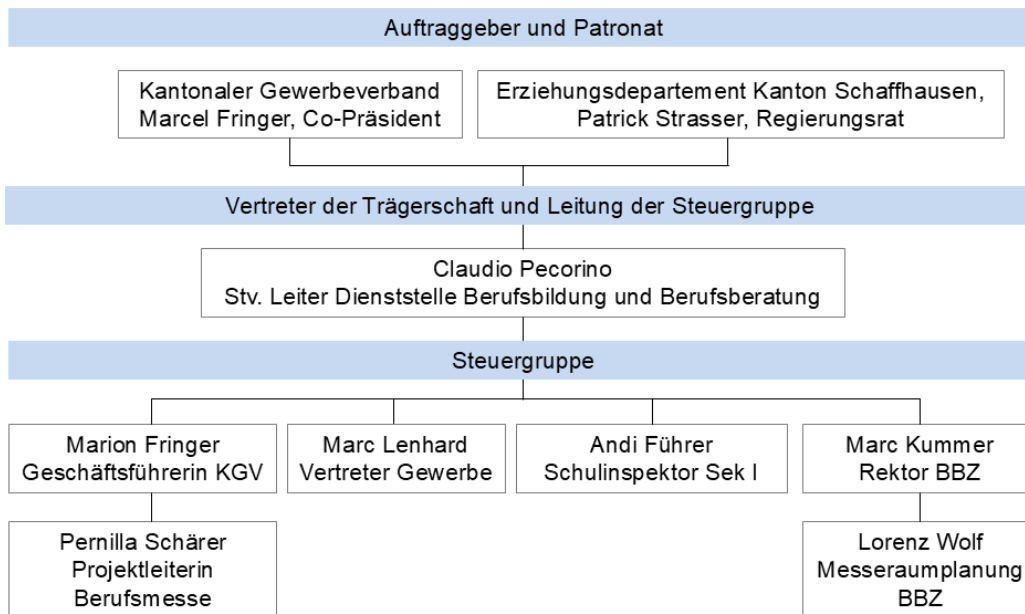 Auftraggeber und Patronat
Kantonaler Gewerbeverband
Marcel Fringer, Co-Präsident
Erziehungsdepartement Kanton Schaffhausen,
Patrick Strasser, Regierungsrat
Vertreter der Trägerschaft und Leitung der Steuergruppe
Claudio Pecorino
Stv. Leiter Dienststelle Berufsbildung und Berufsberatung
Steuergruppe
Marion Fringer
Geschäftsführerin KGV
Marc Lenhard
Vertreter Gewerbe
Andi Führer
Schulinspektor Sek I
Marc Kummer
Rektor BBZ
Pernilla Schärer
Projektleiterin
Berufsmesse
Lorenz Wolf
Messeraumplanung
BBZ